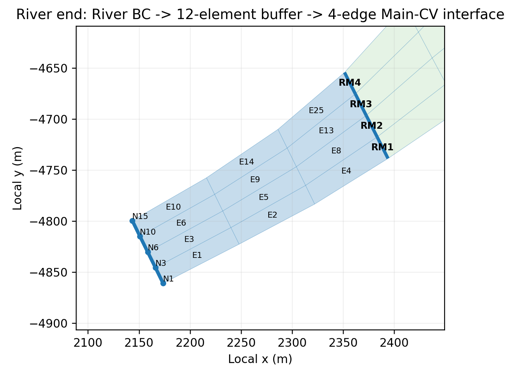 River end: River BC -> 12-element buffer -> 4-edge Main-CV interface
−4650
−4700
−4750
−4800
−4850
−4900
Local y (m)
RM4
RM3
RM2
RM1
E25
E13
E8
E4
E14
E9
E5
E2
E10
E6
E3
E1
N15
N10
N6
N3
N1
2100
2150
2200
2250
2300
2350
2400
Local x (m)